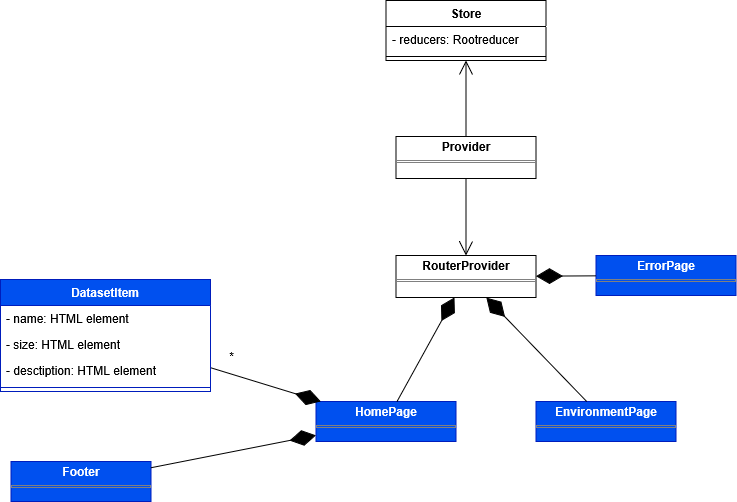 Store
- reducers: Rootreducer
Provider
RouterProvider
ErrorPage
DatasetItem
- name: HTML element
- size: HTML element
- desctiption: HTML element
*
HomePage
EnvironmentPage
Footer